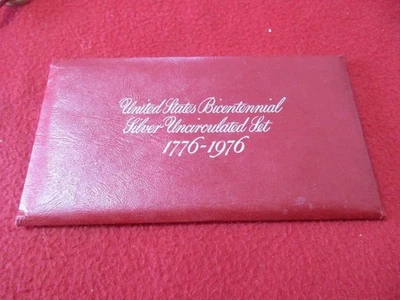 United States Bicentennial
Silver Uncirculated Set
1776-1976